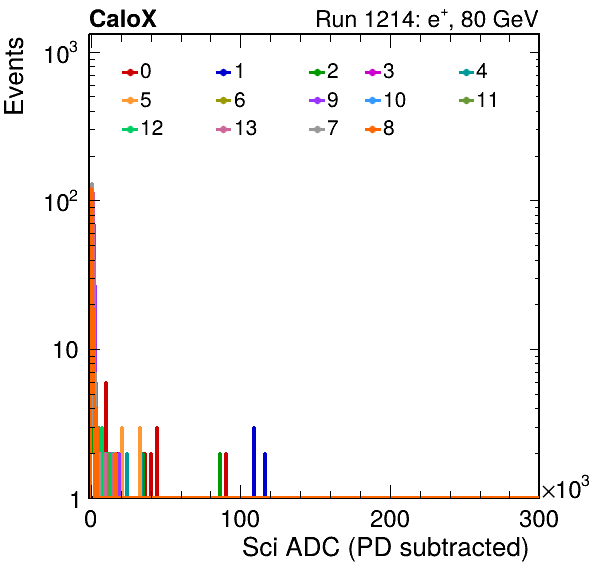 CaloX Run 1214: e⁺, 80 GeV
Events
10³
0 1 2 3 4
5 6 9 10 11
12 13 7 8
10²
10
1
×10³
0 100 200 300
Sci ADC (PD subtracted)